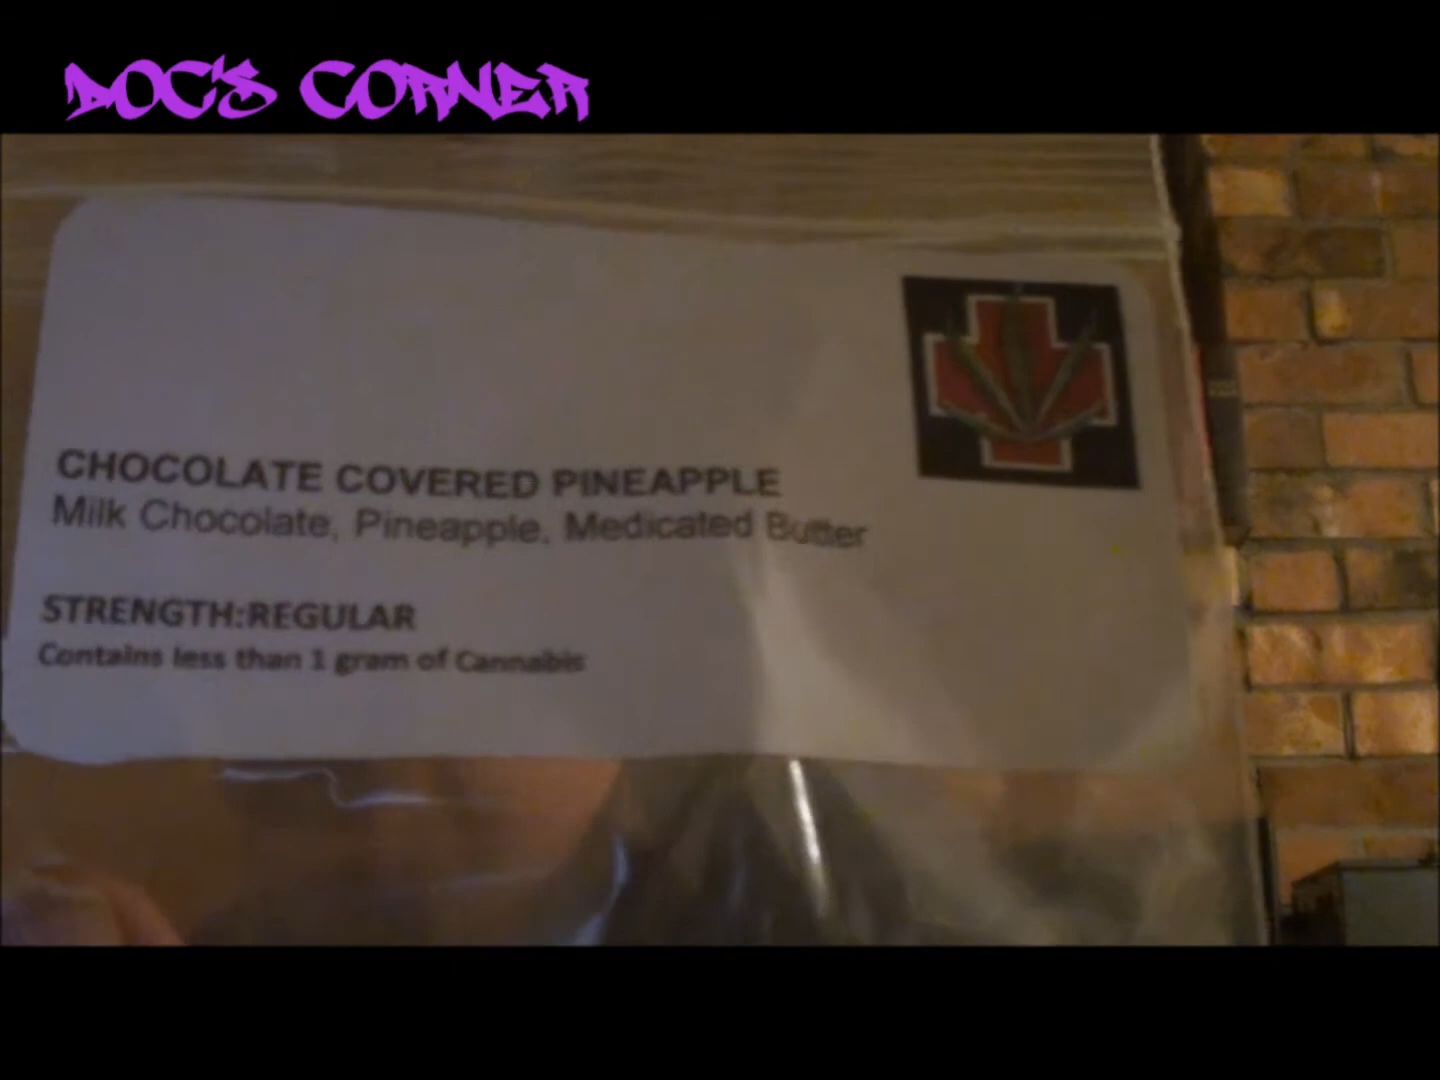 DOC'S CORNER
CHOCOLATE COVERED PINEAPPLE
Milk Chocolate, Pineapple, Medicated Butter
STRENGTH:REGULAR
Contains less than 1 gram of Cannabis